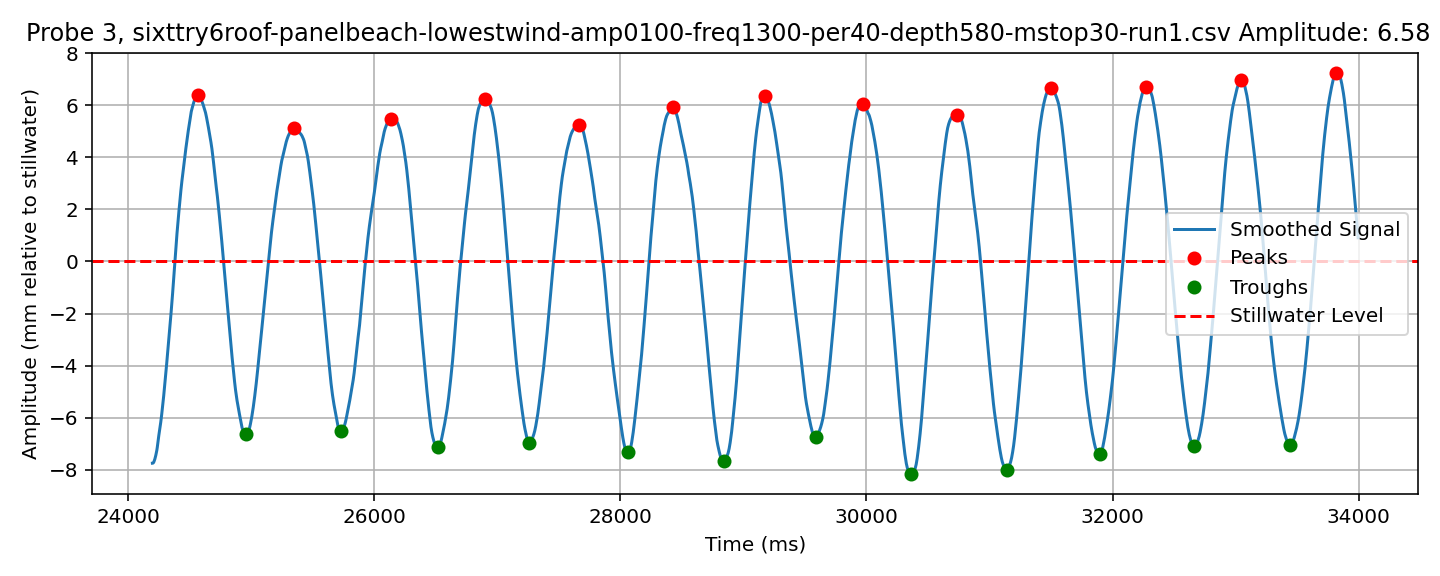 Probe 3, sixttry6roof-panelbeach-lowestwind-amp0100-freq1300-per40-depth580-mstop30-run1.csv Amplitude: 6.58
Amplitude (mm relative to stillwater)
8
6
4
2
0
−2
−4
−6
−8
Smoothed Signal
Peaks
Troughs
Stillwater Level
24000 26000 28000 30000 32000 34000
Time (ms)